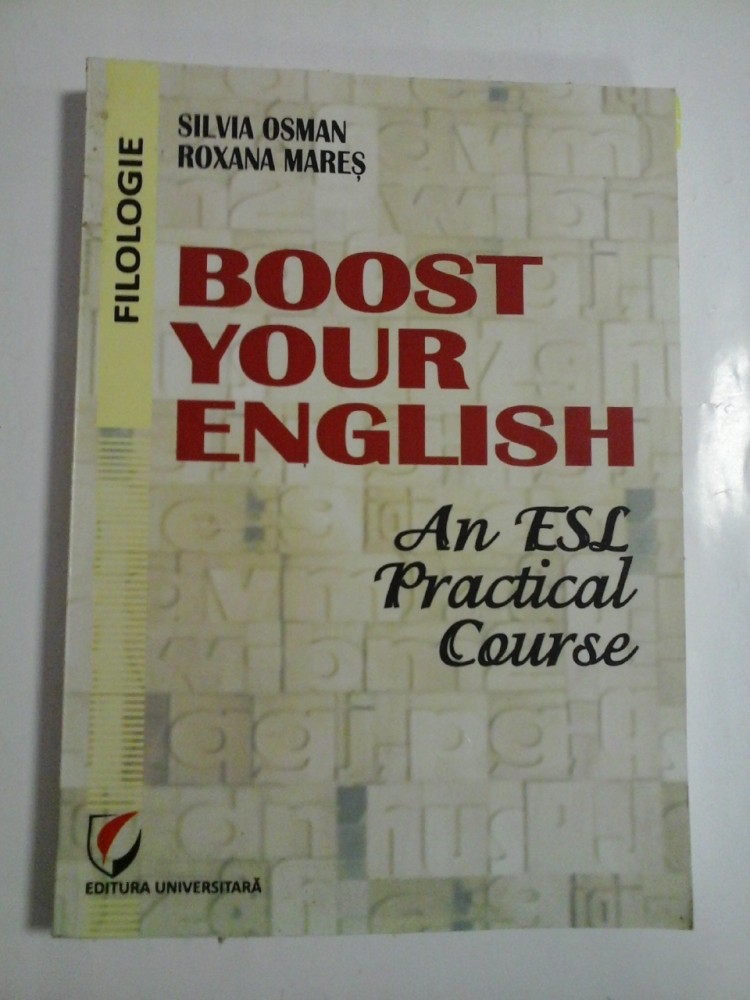 FILOLOGIE
SILVIA OSMAN
ROXANA MAREȘ
BOOST
YOUR
ENGLISH
An ESL
Practical
Course
EDITURA UNIVERSITARĂ